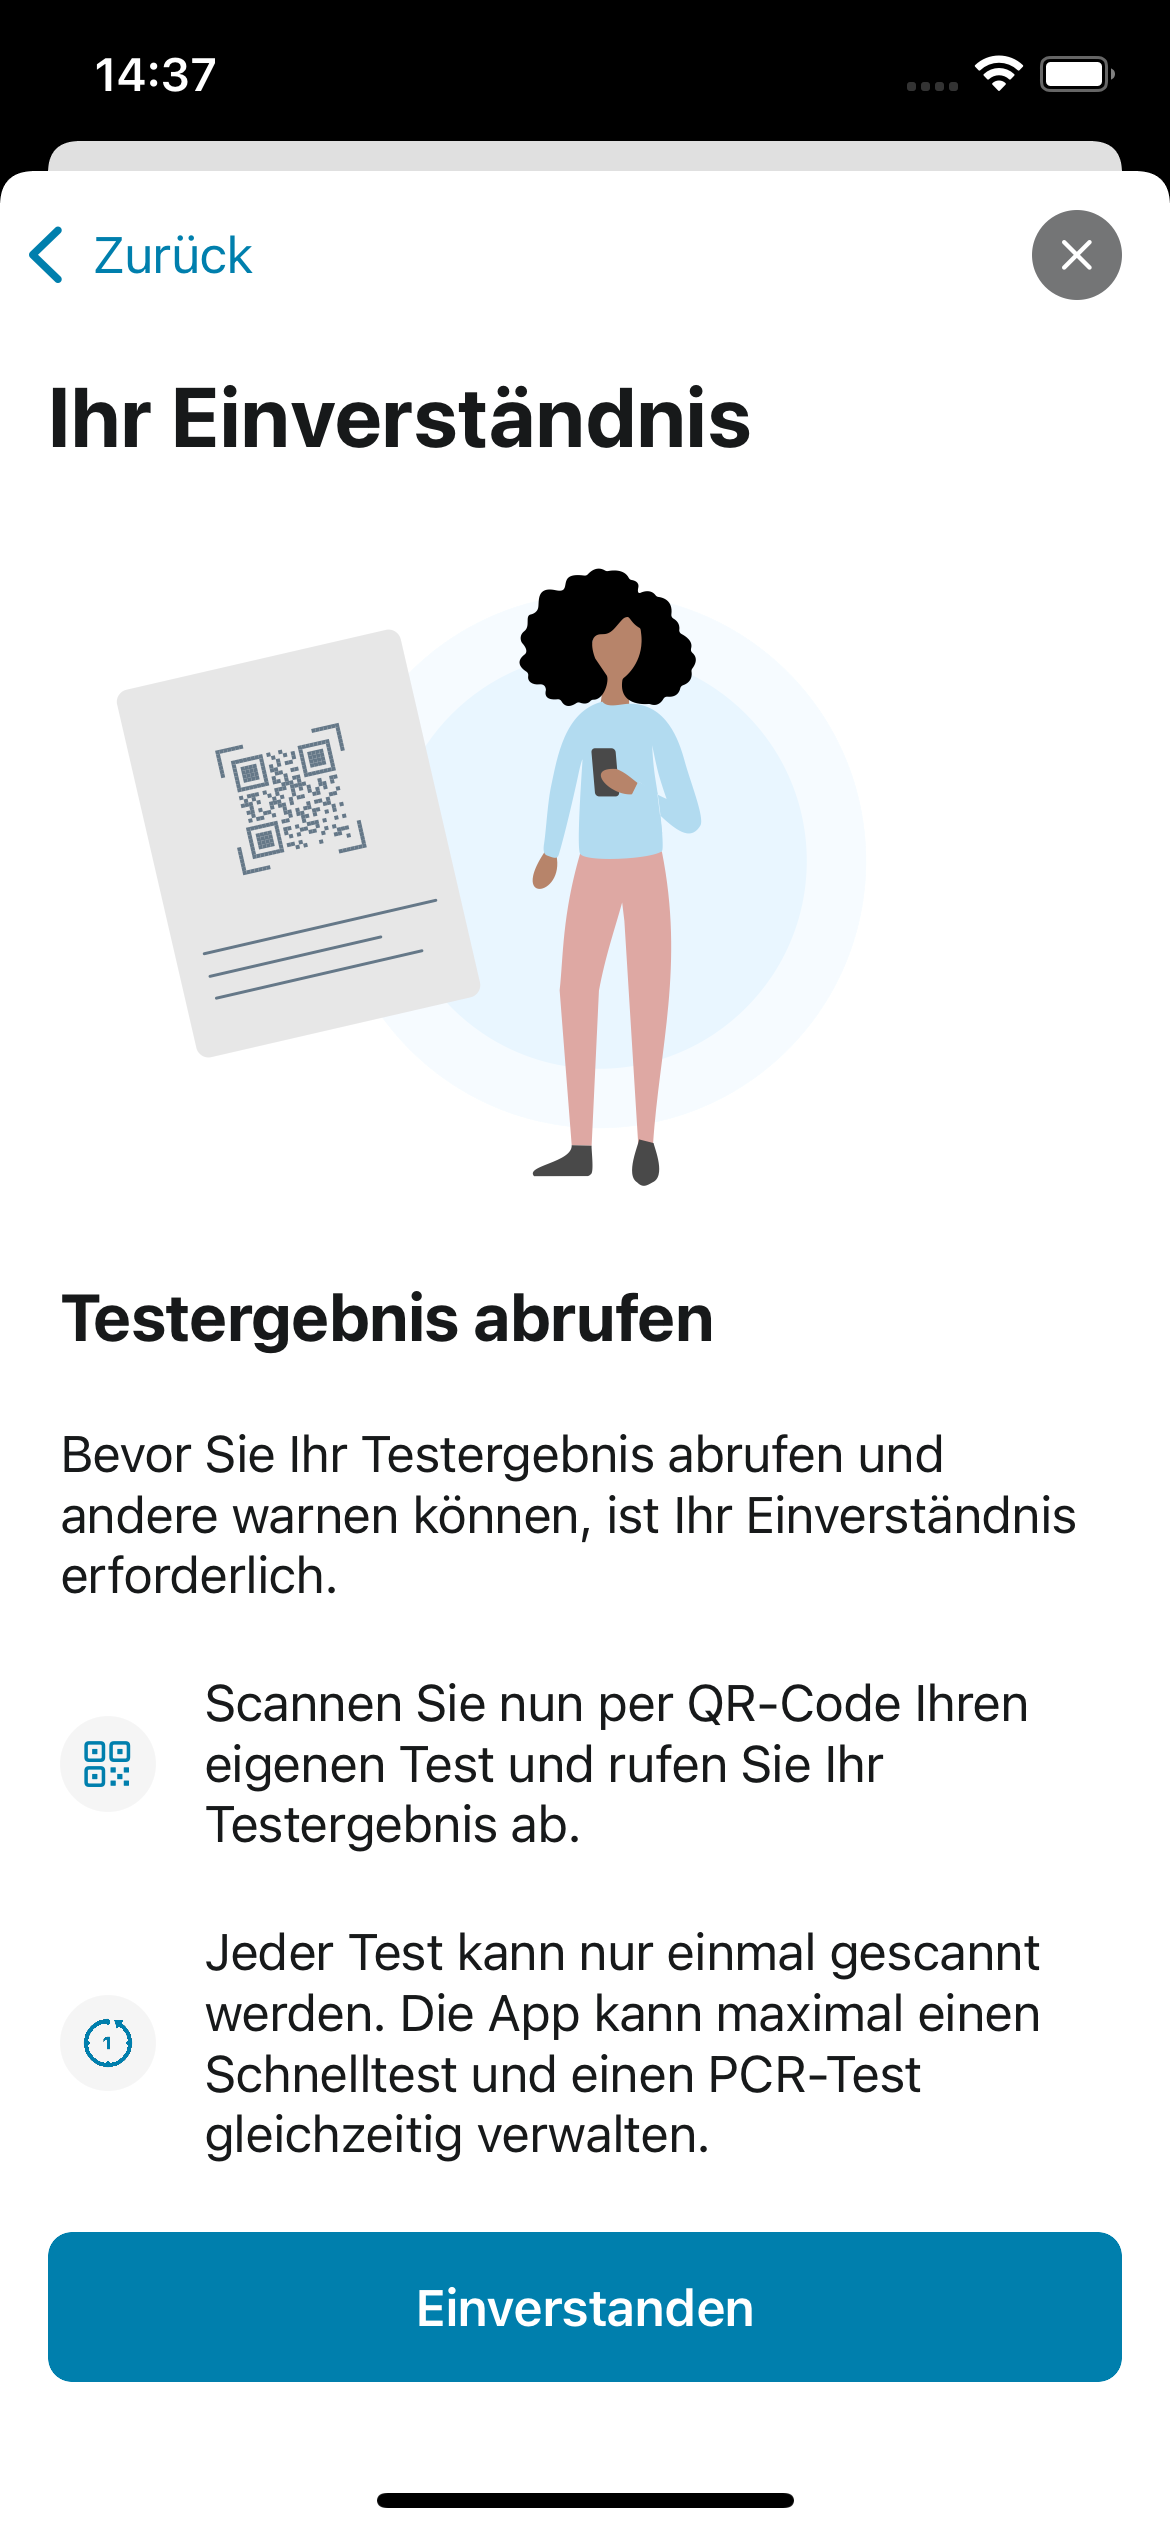 14:37
Zurück
Ihr Einverständnis
Testergebnis abrufen
Bevor Sie Ihr Testergebnis abrufen und
andere warnen können, ist Ihr Einverständnis
erforderlich.
Scannen Sie nun per QR-Code Ihren
eigenen Test und rufen Sie Ihr
Testergebnis ab.
Jeder Test kann nur einmal gescannt
werden. Die App kann maximal einen
1
Schnelltest und einen PCR-Test
gleichzeitig verwalten.
Einverstanden